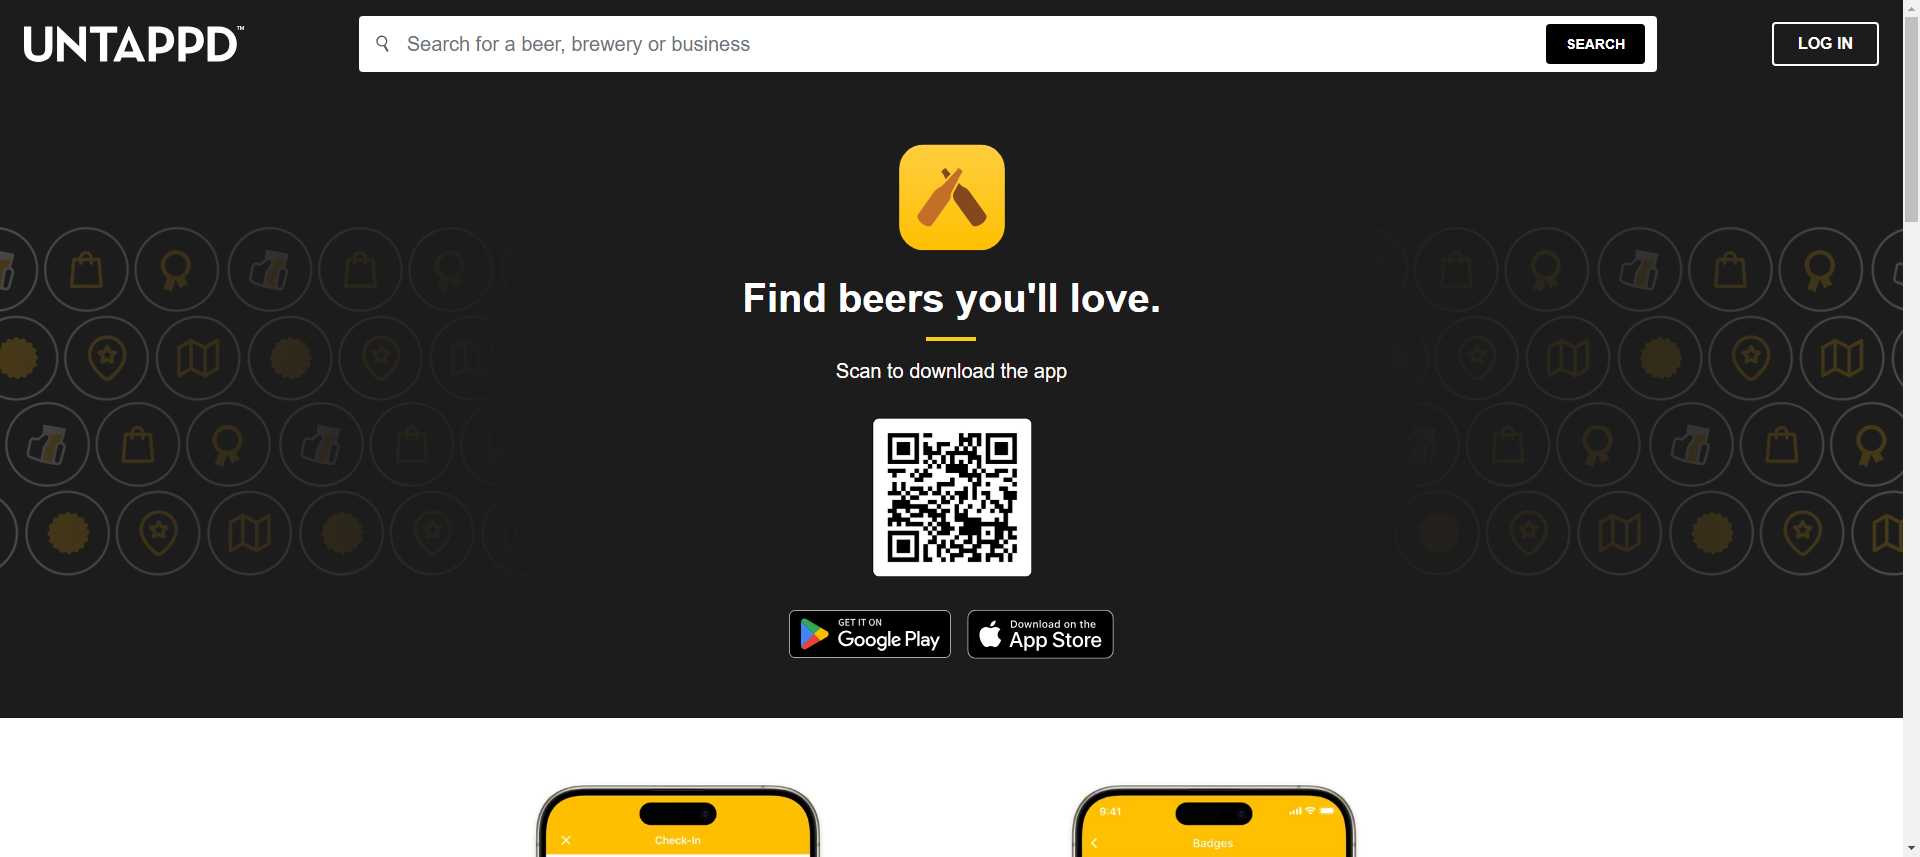 UNTAPPD™
Search for a beer, brewery or business
SEARCH
LOG IN
Find beers you'll love.
Scan to download the app
GET IT ON
Google Play
Download on the
App Store
Check-In
9:41
Badges